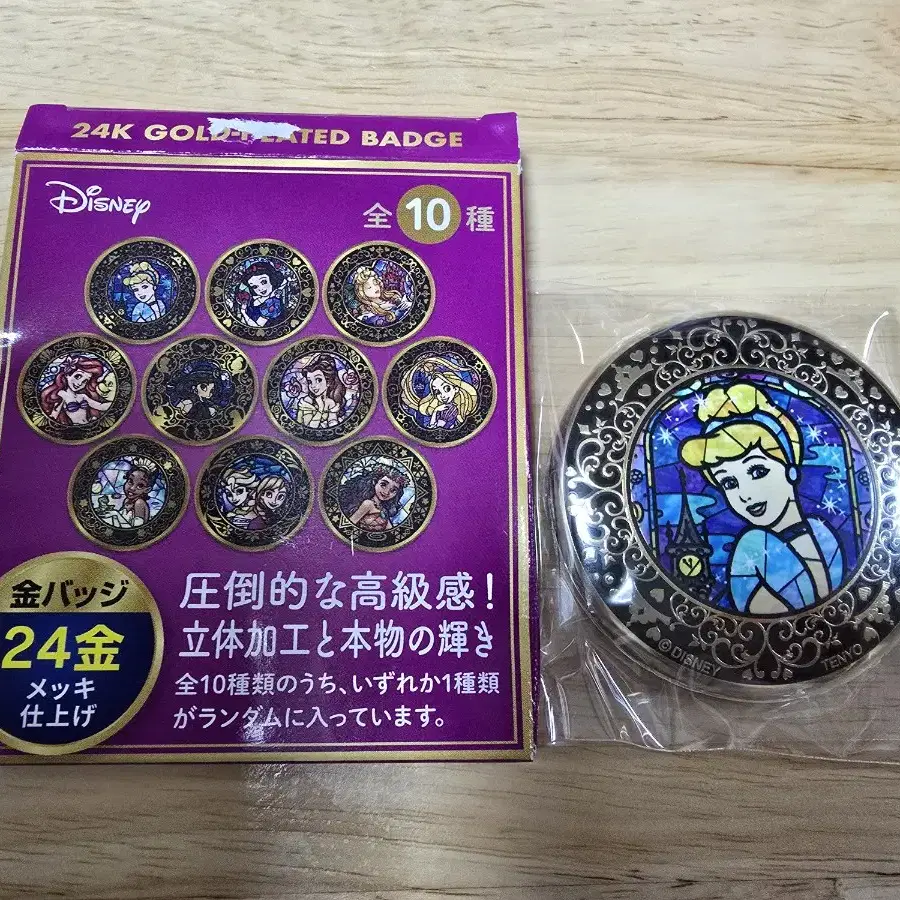 24K GOLD-PLATED BADGE
Disney
全10種
金バッジ
24金
メッキ
仕上げ
圧倒的な高級感!
立体加工と本物の輝き
全10種類のうち、いずれか1種類
がランダムに入っています。
©DISNEY TENYO